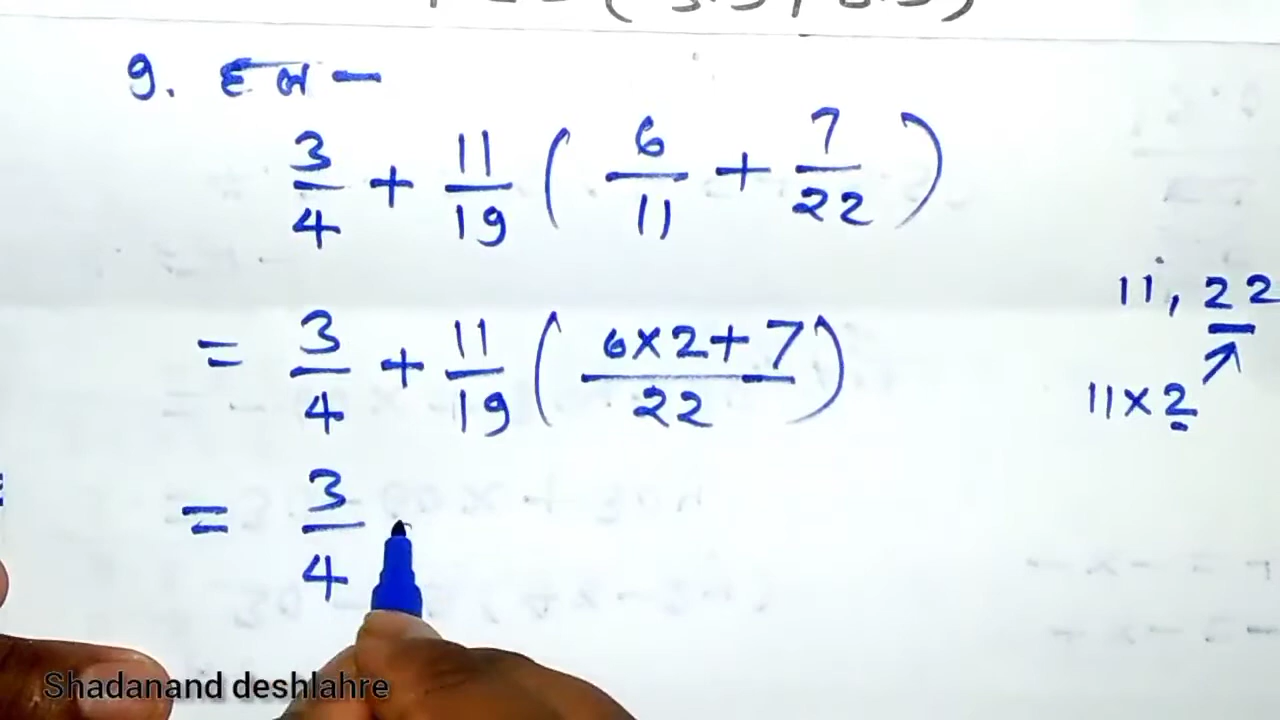 9. हल -
3/4 + 11/19 ( 6/11 + 7/22 )
= 3/4 + 11/19 ( 6×2+7/22 )
11, 22
11×2
= 3/4
Shadanand deshlahre